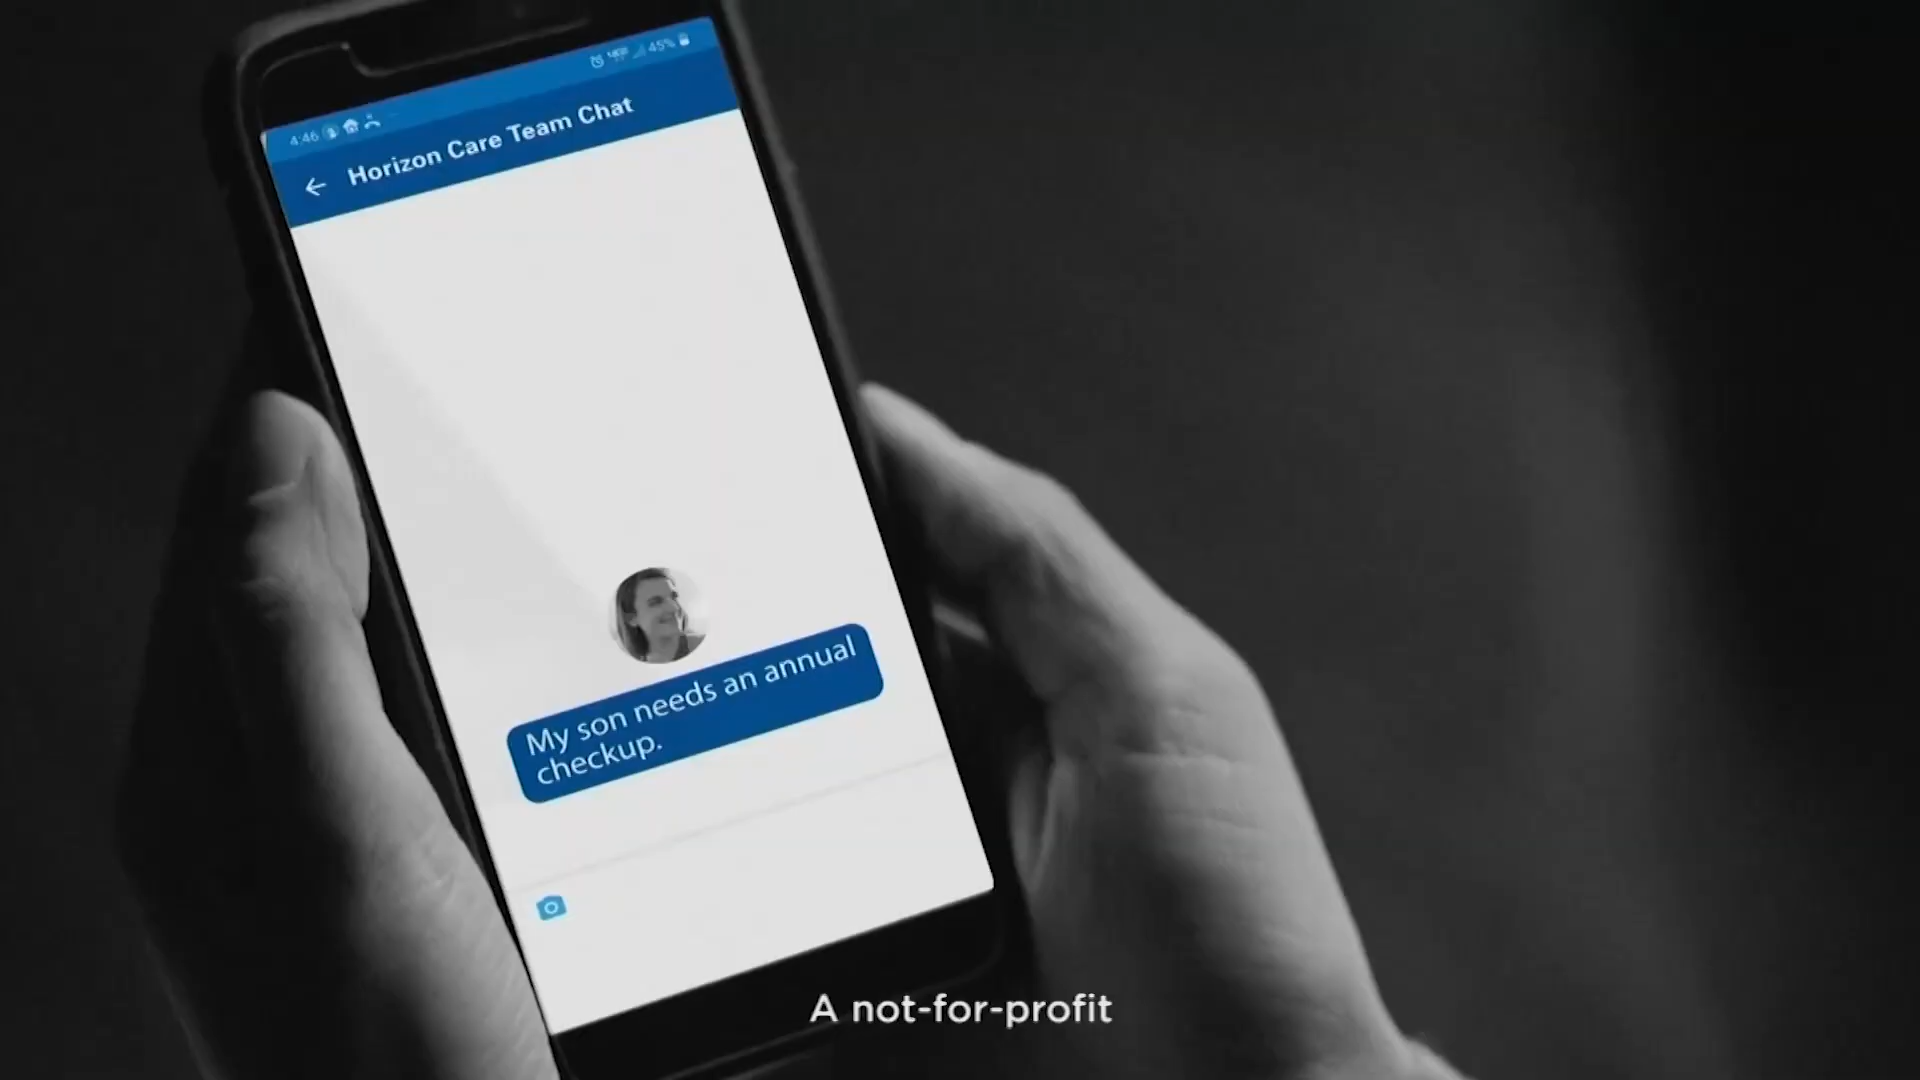 4:46
45%
Horizon Care Team Chat
My son needs an annual
checkup.
A not-for-profit